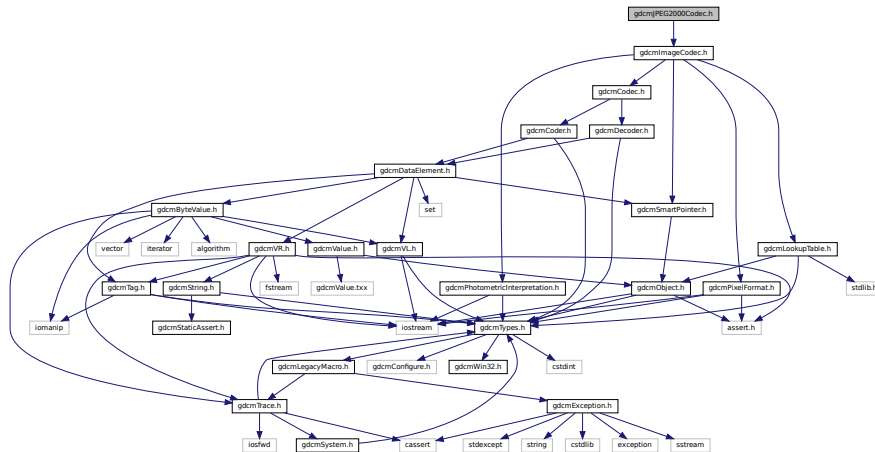 gdcmJPEG2000Codec.h
gdcmImageCodec.h
gdcmCodec.h
gdcmCoder.h
gdcmDecoder.h
gdcmDataElement.h
gdcmByteValue.h
set
gdcmSmartPointer.h
vector
iterator
algorithm
gdcmVR.h
gdcmValue.h
gdcmVL.h
gdcmLookupTable.h
gdcmTag.h
gdcmString.h
fstream
gdcmValue.txx
gdcmPhotometricInterpretation.h
gdcmObject.h
gdcmPixelFormat.h
stdlib.h
iomanip
gdcmStaticAssert.h
iostream
gdcmTypes.h
assert.h
gdcmLegacyMacro.h
gdcmConfigure.h
gdcmWin32.h
cstdint
gdcmTrace.h
gdcmException.h
iosfwd
gdcmSystem.h
cassert
stdexcept
string
cstdlib
exception
sstream